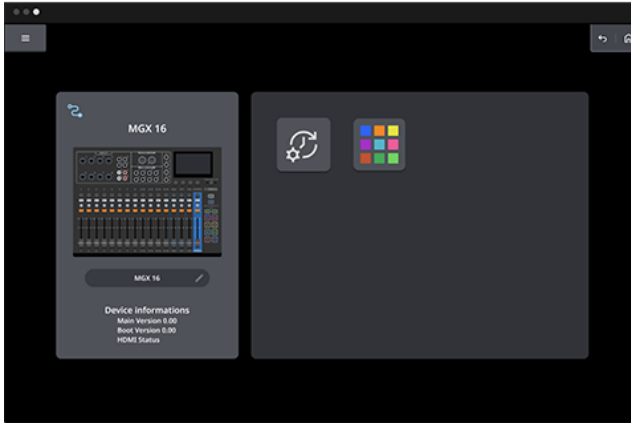 MGX 16
MGX 16
Device informations
Main Version 0.00
Boot Version 0.00
HDMI Status